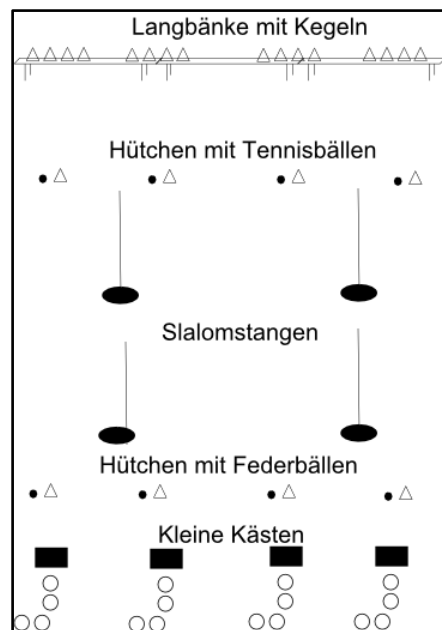 Langbänke mit Kegeln
Hütchen mit Tennisbällen
Slalomstangen
Hütchen mit Federbällen
Kleine Kästen